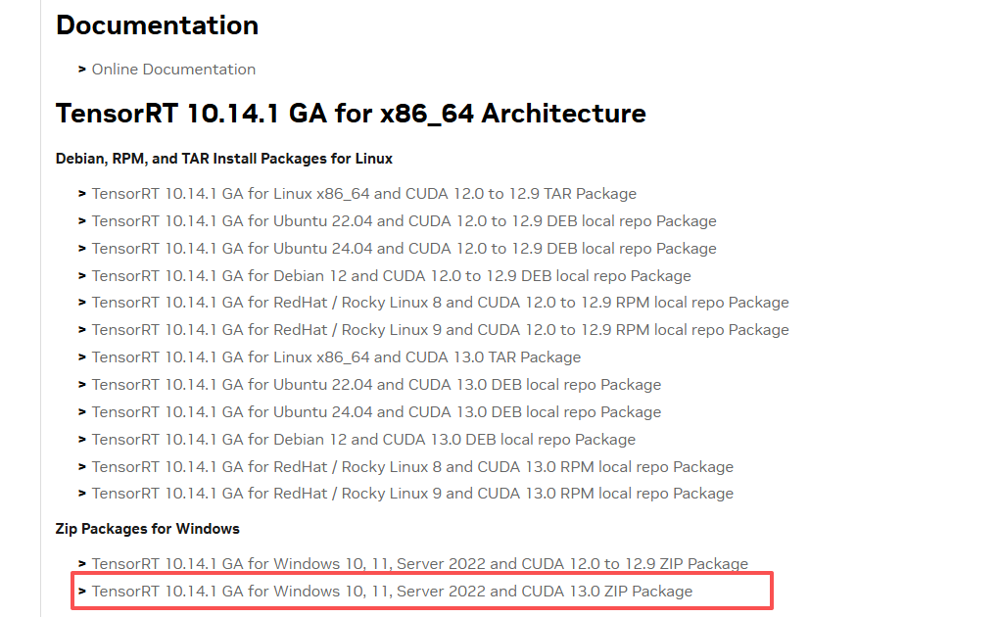 Documentation
> Online Documentation
TensorRT 10.14.1 GA for x86_64 Architecture
Debian, RPM, and TAR Install Packages for Linux
> TensorRT 10.14.1 GA for Linux x86_64 and CUDA 12.0 to 12.9 TAR Package
> TensorRT 10.14.1 GA for Ubuntu 22.04 and CUDA 12.0 to 12.9 DEB local repo Package
> TensorRT 10.14.1 GA for Ubuntu 24.04 and CUDA 12.0 to 12.9 DEB local repo Package
> TensorRT 10.14.1 GA for Debian 12 and CUDA 12.0 to 12.9 DEB local repo Package
> TensorRT 10.14.1 GA for RedHat / Rocky Linux 8 and CUDA 12.0 to 12.9 RPM local repo Package
> TensorRT 10.14.1 GA for RedHat / Rocky Linux 9 and CUDA 12.0 to 12.9 RPM local repo Package
> TensorRT 10.14.1 GA for Linux x86_64 and CUDA 13.0 TAR Package
> TensorRT 10.14.1 GA for Ubuntu 22.04 and CUDA 13.0 DEB local repo Package
> TensorRT 10.14.1 GA for Ubuntu 24.04 and CUDA 13.0 DEB local repo Package
> TensorRT 10.14.1 GA for Debian 12 and CUDA 13.0 DEB local repo Package
> TensorRT 10.14.1 GA for RedHat / Rocky Linux 8 and CUDA 13.0 RPM local repo Package
> TensorRT 10.14.1 GA for RedHat / Rocky Linux 9 and CUDA 13.0 RPM local repo Package
Zip Packages for Windows
> TensorRT 10.14.1 GA for Windows 10, 11, Server 2022 and CUDA 12.0 to 12.9 ZIP Package
> TensorRT 10.14.1 GA for Windows 10, 11, Server 2022 and CUDA 13.0 ZIP Package